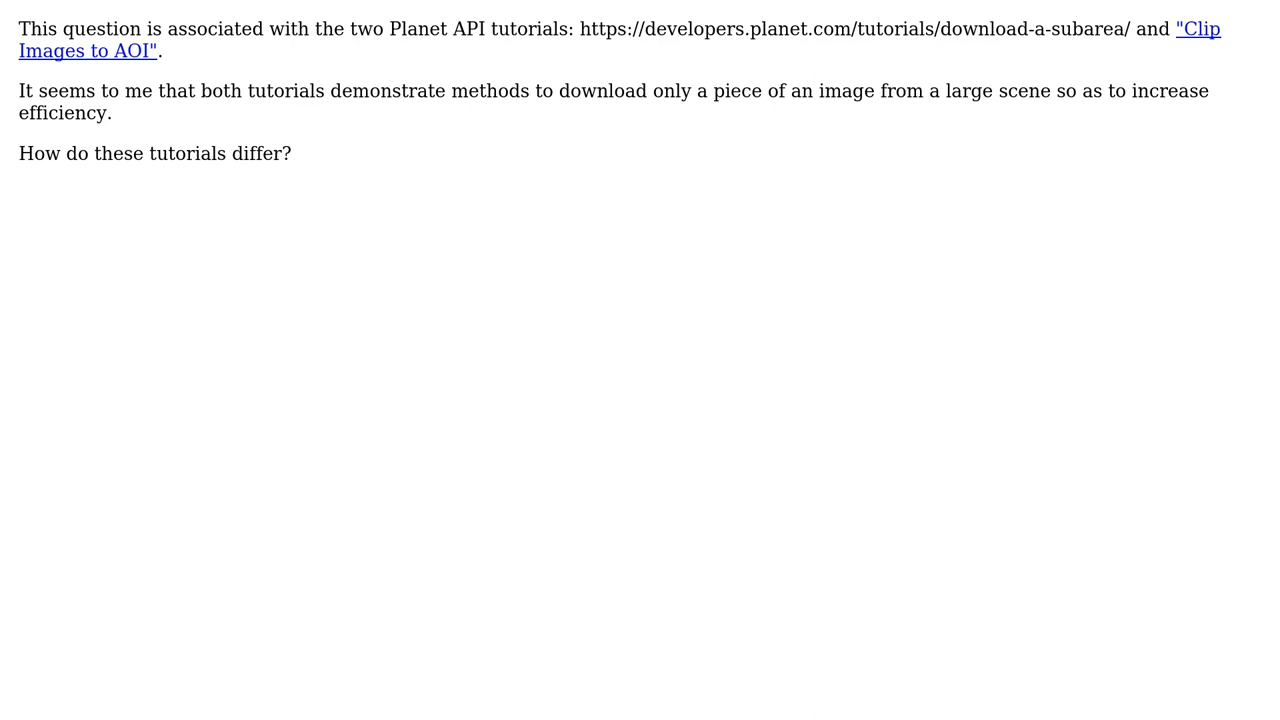 This question is associated with the two Planet API tutorials: https://developers.planet.com/tutorials/download-a-subarea/ and "Clip
Images to AOI".
It seems to me that both tutorials demonstrate methods to download only a piece of an image from a large scene so as to increase
efficiency.
How do these tutorials differ?